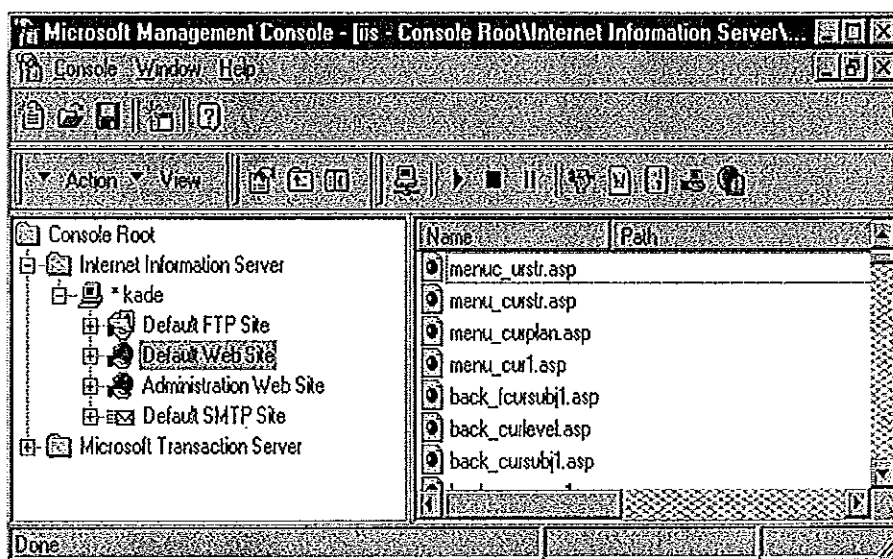 Microsoft Management Console - [iis - Console Root\Internet Information Server\...
Console Window Help
Action View
Console Root
Internet Information Server
* kade
Default FTP Site
Default Web Site
Administration Web Site
Default SMTP Site
Microsoft Transaction Server
Name Path
menuc_urstr.asp
menu_curstr.asp
menu_curplan.asp
menu_cur1.asp
back_fcursubj1.asp
back_curlevel.asp
back_cursubj1.asp
Done